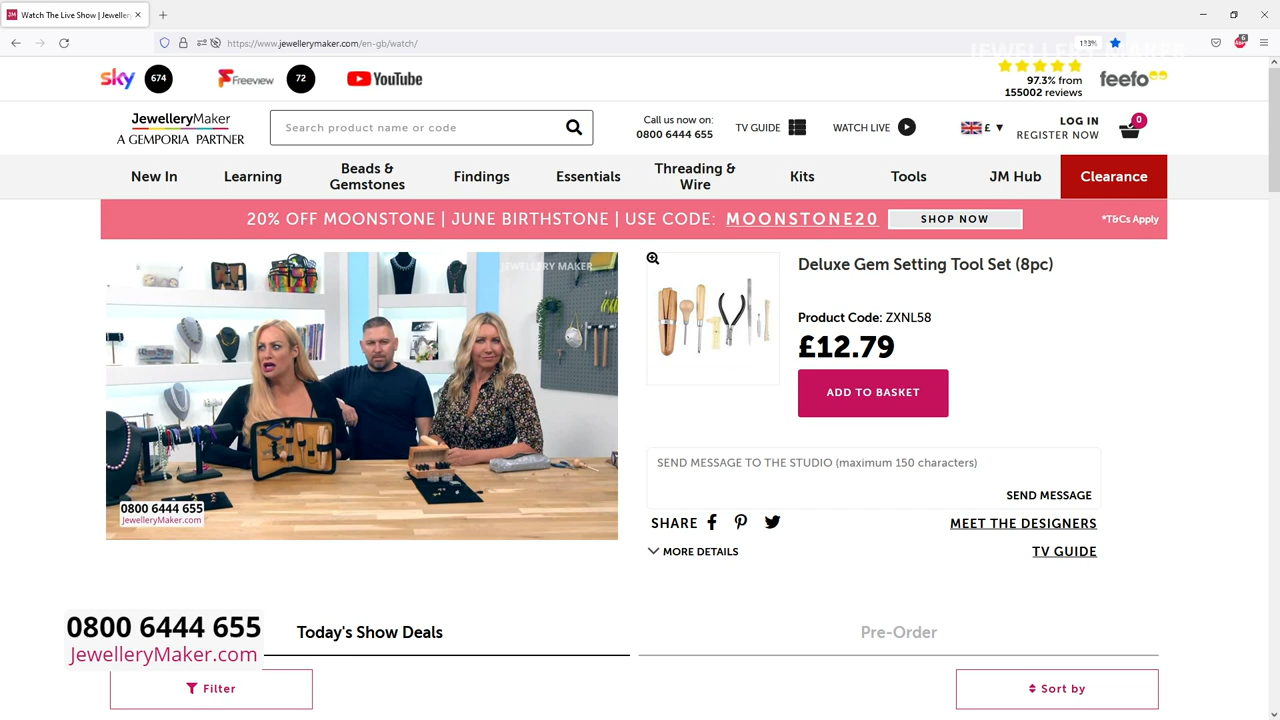 Watch The Live Show | Jeweller
https://www.jewellerymaker.com/en-gb/watch/
133%
6
JEWELLERY MAKER
sky 674 Freeview 72 YouTube
97.3% from
155002 reviews
feefo
JewelleryMaker
A GEMPORIA PARTNER
Search product name or code
Call us now on:
0800 6444 655
TV GUIDE
WATCH LIVE
£
LOG IN
REGISTER NOW
0
New In
Learning
Beads &
Gemstones
Findings
Essentials
Threading &
Wire
Kits
Tools
JM Hub
Clearance
20% OFF MOONSTONE | JUNE BIRTHSTONE | USE CODE: MOONSTONE20 SHOP NOW *T&Cs Apply
JEWELLERY MAKER
0800 6444 655
JewelleryMaker.com
Deluxe Gem Setting Tool Set (8pc)
Product Code: ZXNL58
£12.79
ADD TO BASKET
SEND MESSAGE TO THE STUDIO (maximum 150 characters)
SEND MESSAGE
SHARE
MEET THE DESIGNERS
MORE DETAILS
TV GUIDE
0800 6444 655
JewelleryMaker.com
Today's Show Deals
Pre-Order
Filter
Sort by